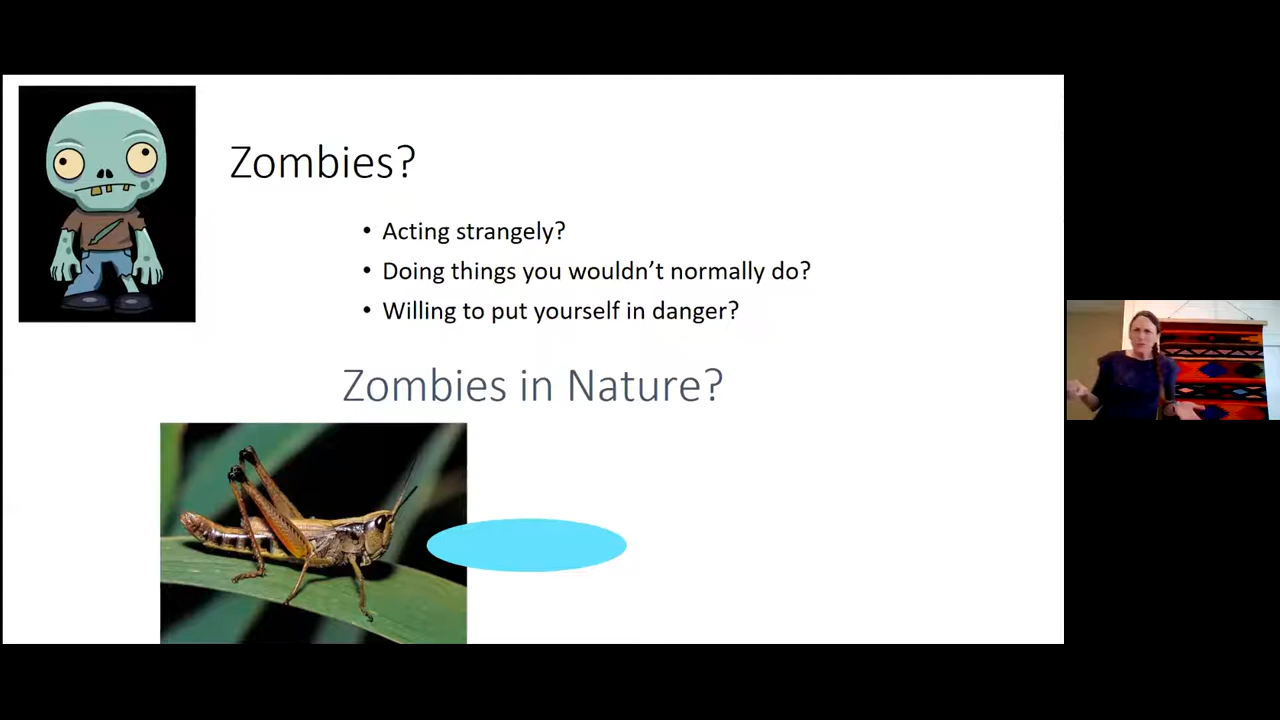 Zombies?
• Acting strangely?
• Doing things you wouldn’t normally do?
• Willing to put yourself in danger?
Zombies in Nature?